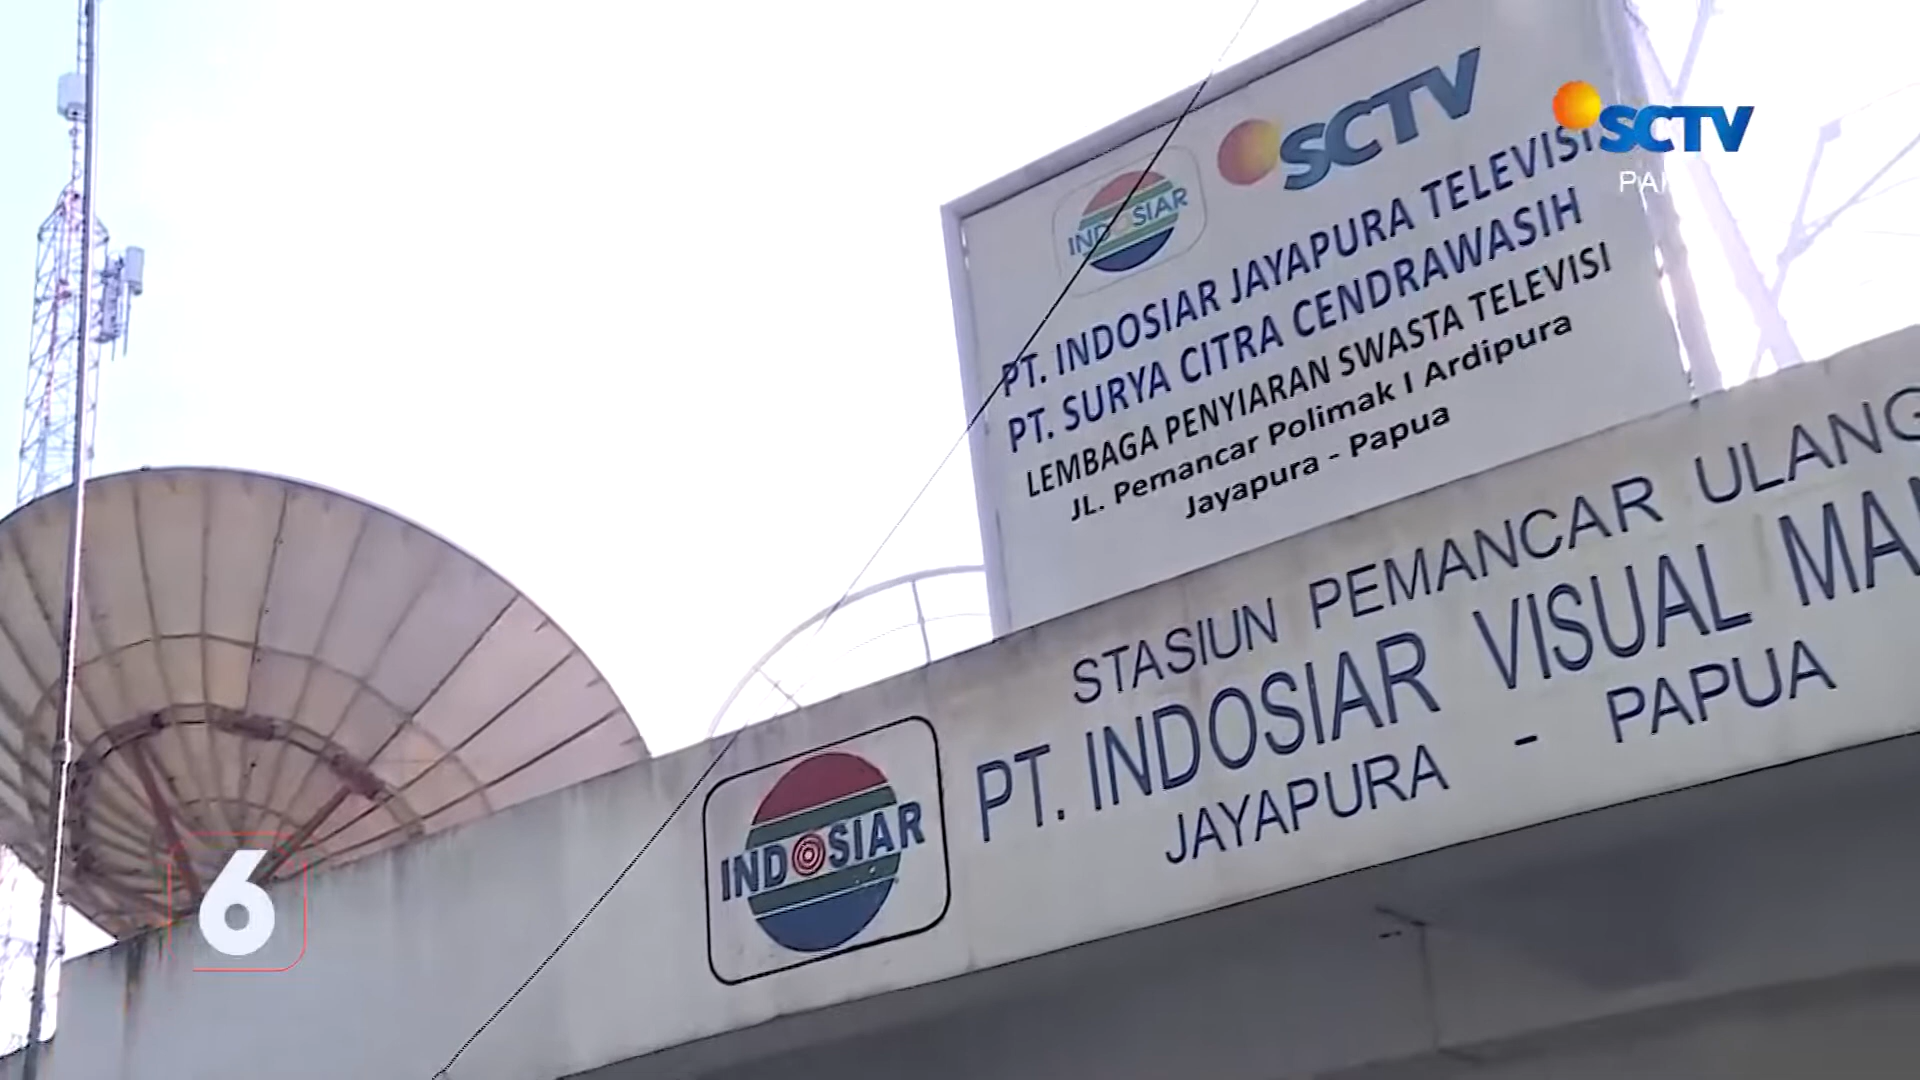 SCTV
INDOSIAR
SCTV
PT. INDOSIAR JAYAPURA TELEVISI
PT. SURYA CITRA CENDRAWASIH
LEMBAGA PENYIARAN SWASTA TELEVISI
JL. Pemancar Polimak I Ardipura
Jayapura - Papua
STASIUN PEMANCAR ULANG
PT. INDOSIAR VISUAL
JAYAPURA - PAPUA
INDOSIAR
6